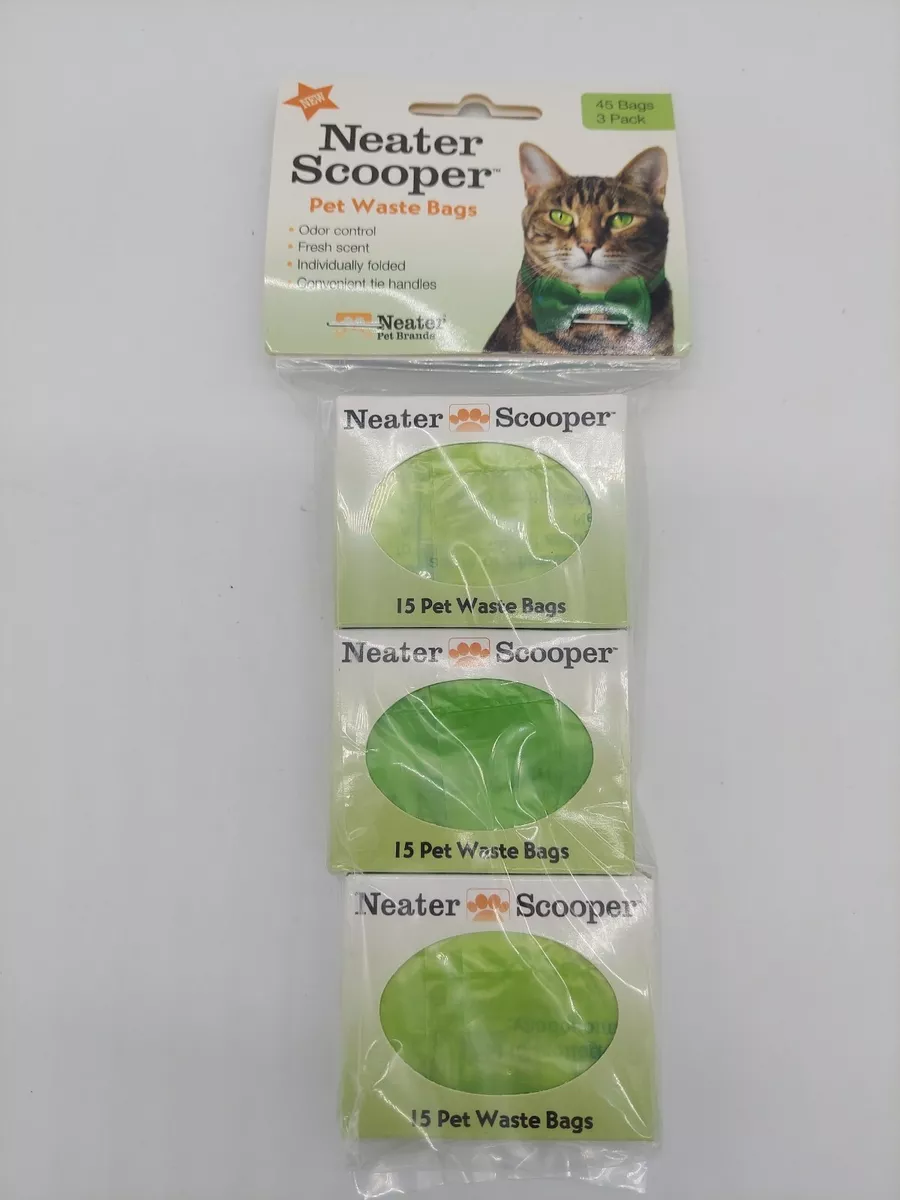 NEW
45 Bags
3 Pack
Neater
Scooper™
Pet Waste Bags
• Odor control
• Fresh scent
• Individually folded
• Convenient tie handles
Neater
Pet Brands
Neater Scooper™
15 Pet Waste Bags
Neater Scooper™
15 Pet Waste Bags
Neater Scooper
15 Pet Waste Bags